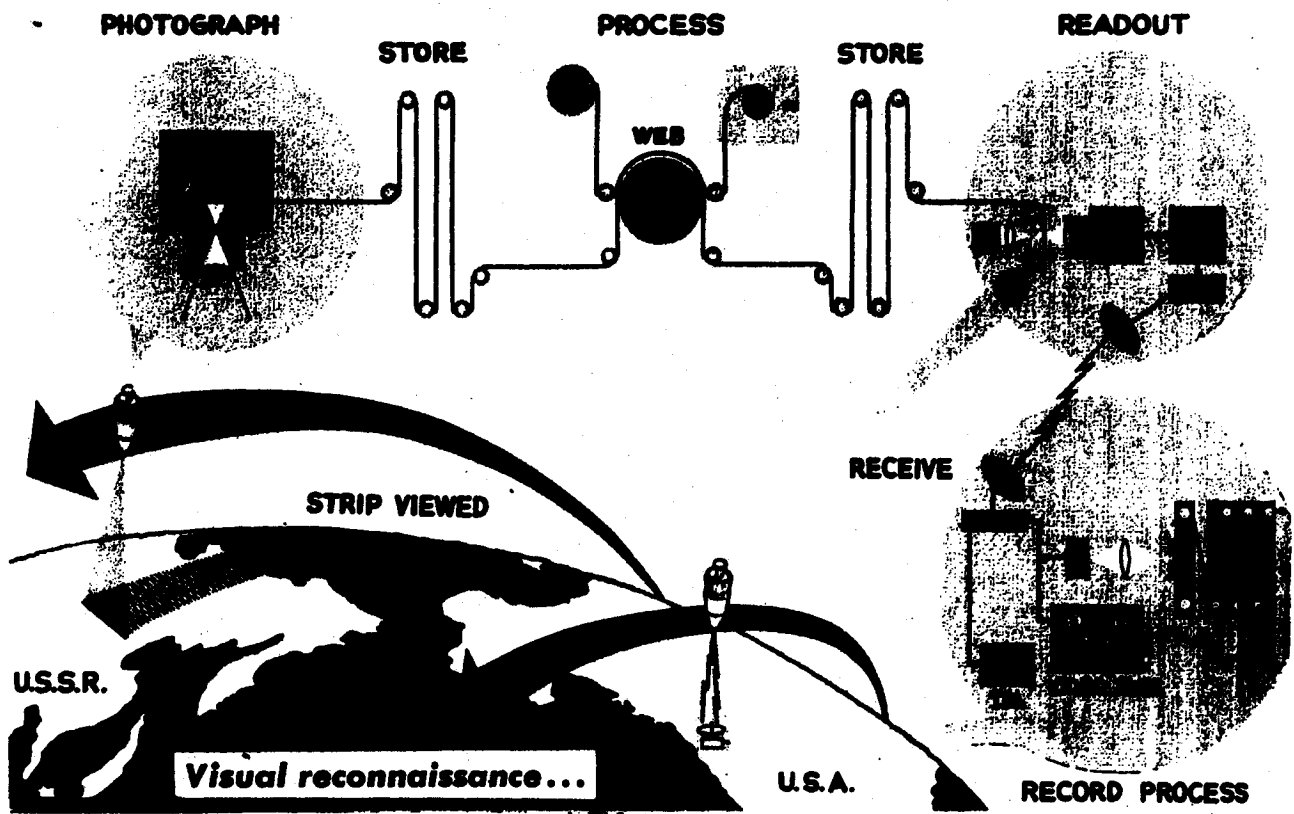 PHOTOGRAPH
STORE
PROCESS
WEB
STORE
READOUT
RECEIVE
STRIP VIEWED
U.S.S.R.
Visual reconnaissance...
U.S.A.
RECORD PROCESS